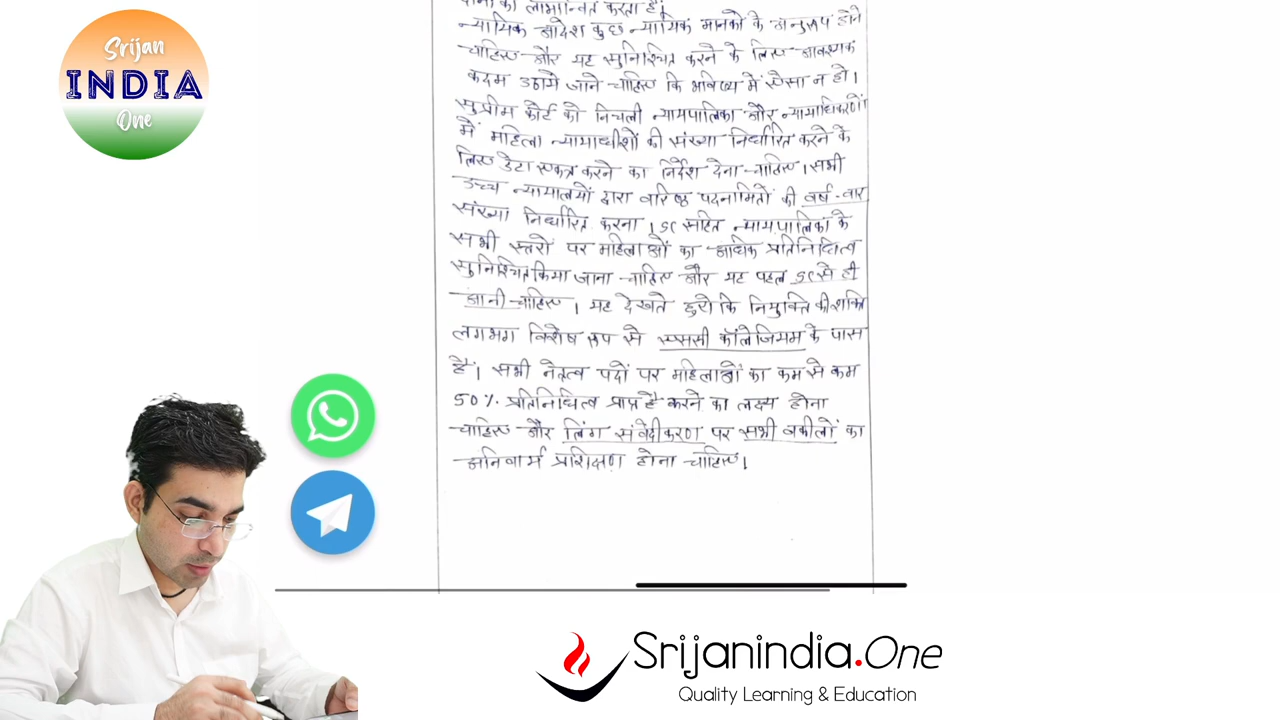 Srijan
INDIA
One
को लाभान्वित करता है।
न्यायिक आदेश कुछ न्यायिक मानकों के अनुरूप होने
चाहिए और यह सुनिश्चित करने के लिए आवश्यक
कदम उठाये जाने चाहिए कि भविष्य में ऐसा न हो।
सुप्रीम कोर्ट को निचली न्यायपालिका और न्यायाधिकरणों
में महिला न्यायाधीशों की संख्या निर्धारित करने के
लिए डेटा एकत्र करने का निर्देश देना चाहिए। सभी
उच्च न्यायालयों द्वारा वरिष्ठ पदनामितों की वर्ष-वार
संख्या निर्धारित करना। SC सहित न्यायपालिका के
सभी स्तरों पर महिलाओं का अधिक प्रतिनिधित्व
सुनिश्चित किया जाना चाहिए और यह पहल SC से ही
आनी चाहिए। यह देखते हुये कि नियुक्ति की शक्ति
लगभग विशेष रूप से एससी कॉलेजियम के पास
है। सभी नेतृत्व पदों पर महिलाओं का कम से कम
50% प्रतिनिधित्व प्राप्त है करने का लक्ष्य होना
चाहिए और लिंग संवेदीकरण पर सभी वकीलों का
अनिवार्य प्रशिक्षण होना चाहिए।
Srijanindia.One
Quality Learning & Education